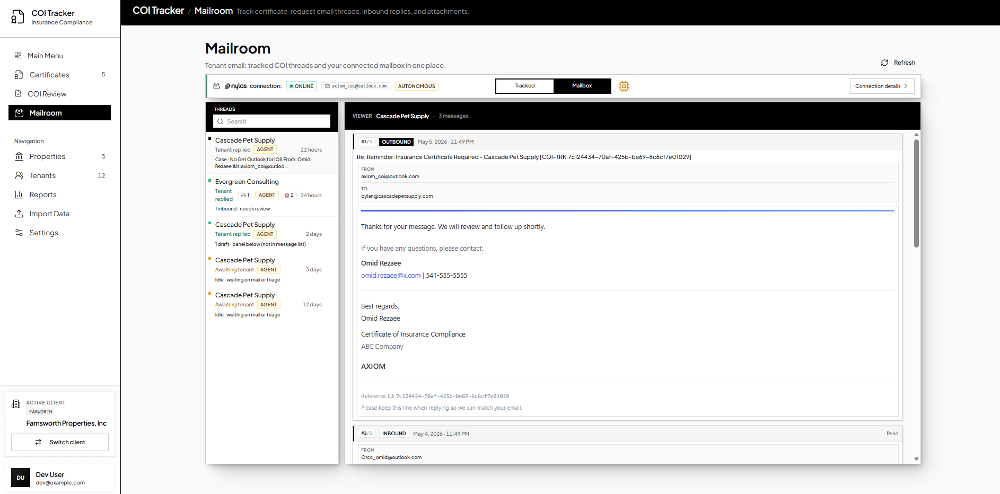 COI Tracker
Insurance Compliance
Main Menu
Certificates 5
COI Review
Mailroom
Navigation
Properties 3
Tenants 12
Reports
Import Data
Settings
ACTIVE CLIENT
FARWORTH
Farnsworth Properties, Inc
Switch client
DU
Dev User
dev@example.com
COI Tracker / Mailroom Track certificate-request email threads, inbound replies, and attachments.
Mailroom
Tenant email: tracked COI threads and your connected mailbox in one place.
Refresh
nylas connection: ONLINE axiom_coi@outlook.com AUTONOMOUS
Tracked Mailbox
Connection details
THREADS
Search
Cascade Pet Supply
Tenant replied AGENT 22 hours
Case · No Get Outlook for iOS From: Omid
Rezaee &lt;axiom_coi@outloo...
Evergreen Consulting
Tenant
replied 1 AGENT 2 24 hours
1 inbound · needs review
Cascade Pet Supply
Tenant replied AGENT 2 days
1 draft · panel below (not in message list)
Cascade Pet Supply
Awaiting tenant AGENT 3 days
Idle · waiting on mail or triage
Cascade Pet Supply
Awaiting tenant AGENT 12 days
Idle · waiting on mail or triage
VIEWER Cascade Pet Supply · 3 messages
#3/3 OUTBOUND May 5, 2026 · 11:49 PM
Re: Reminder: Insurance Certificate Required - Cascade Pet Supply [COI-TRK:7c124434-70af-425b-be69-6c6cf7e01029]
FROM
axiom_coi@outlook.com
TO
dylan@cascadepetsupply.com
Thanks for your message. We will review and follow up shortly.
If you have any questions, please contact:
Omid Rezaee
omid.rezaee@x.com | 541-555-5555
Best regards,
Omid Rezaee
Certificate of Insurance Compliance
ABC Company
AXIOM
Reference ID: 7c124434-70af-425b-be69-6c6cf7e01029
Please keep this line when replying so we can match your email.
#2/3 INBOUND May 4, 2026 · 11:49 PM Read
FROM
Orcc_omid@outlook.com